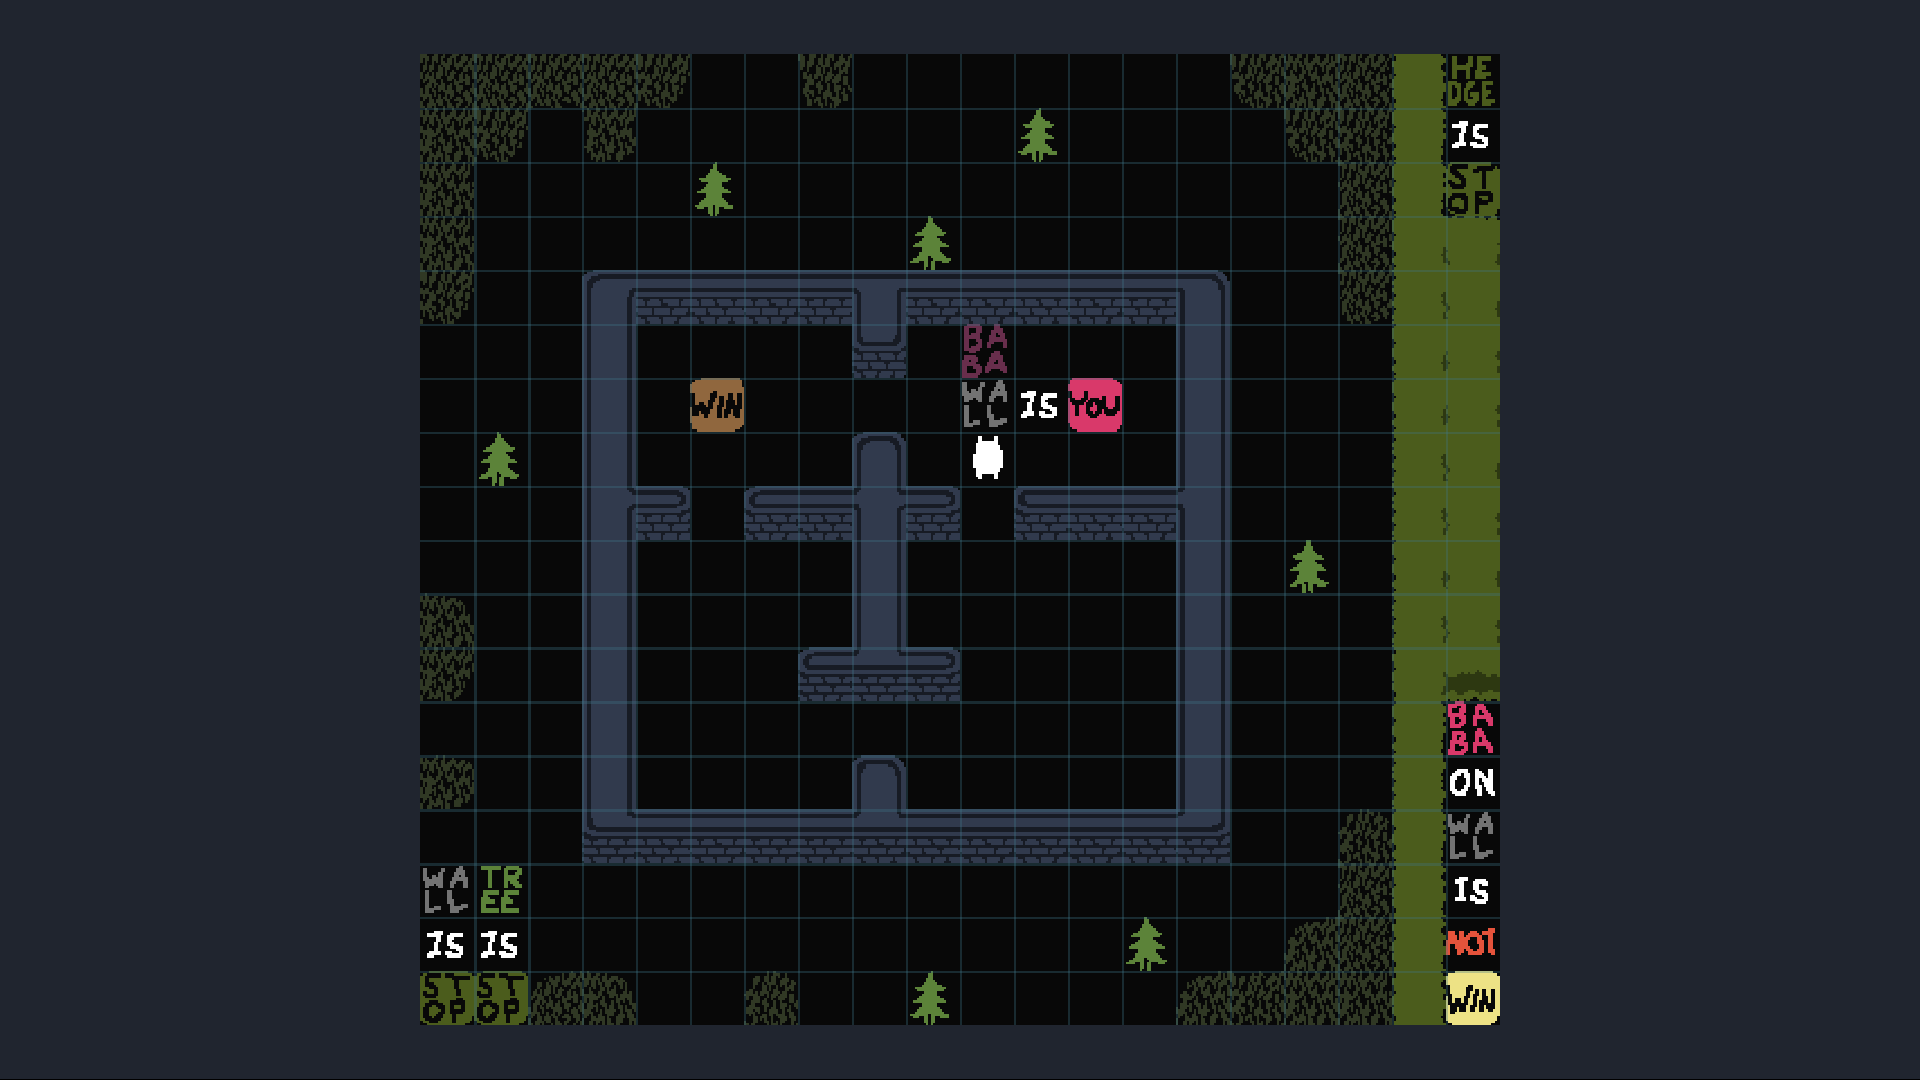 HEDGE
IS
STOP
BABA
WIN
WALL IS YOU
BABA
ON
WALL
IS
NOT
WIN
WALL TREE
IS IS
STOP STOP